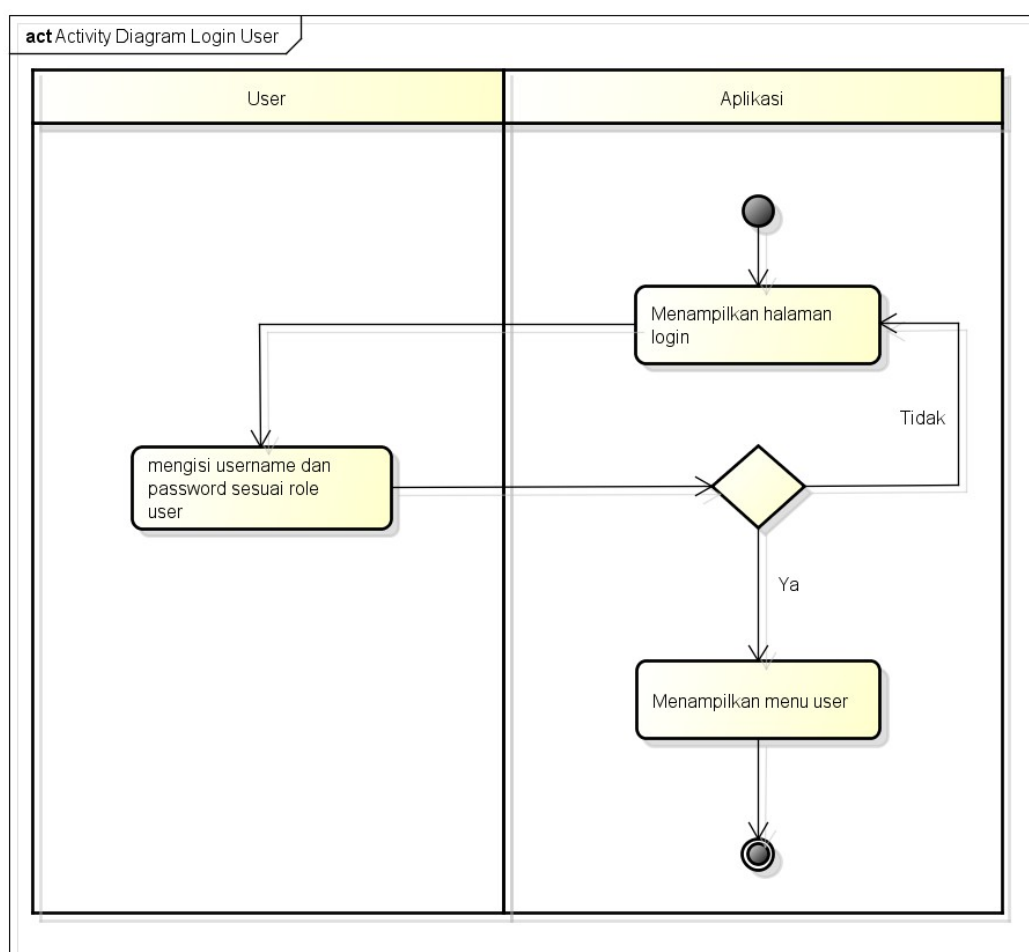 act Activity Diagram Login User
User
Aplikasi
Menampilkan halaman
login
Tidak
mengisi username dan
password sesuai role
user
Ya
Menampilkan menu user